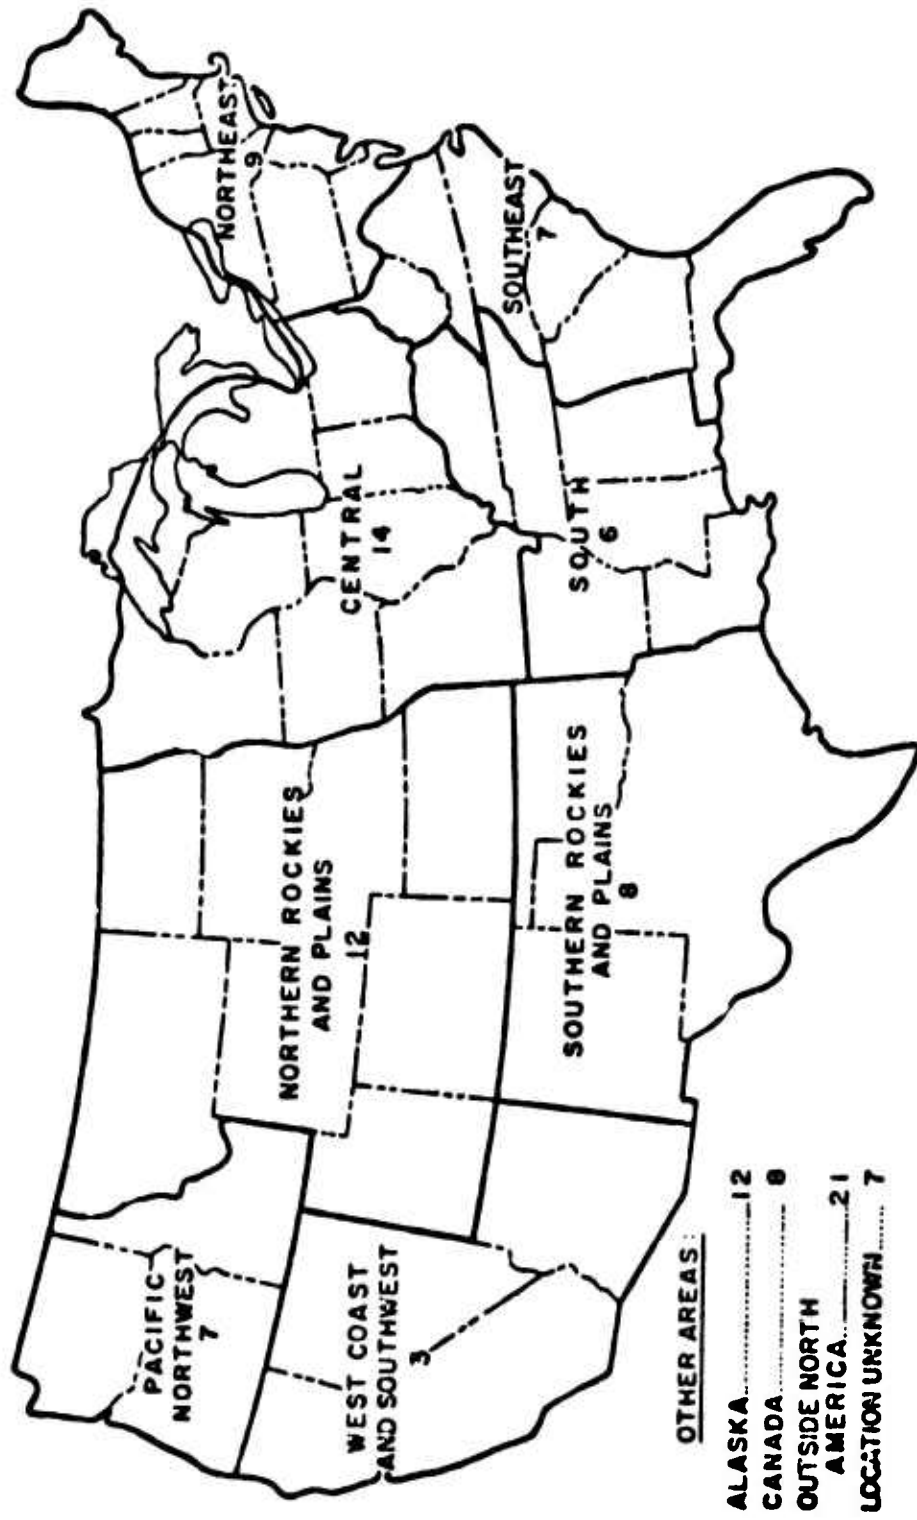 PACIFIC
NORTHWEST
7
WEST COAST
AND SOUTHWEST
3
NORTHERN ROCKIES
AND PLAINS
12
SOUTHERN ROCKIES
AND PLAINS
8
CENTRAL
14
SOUTH
6
NORTHEAST
9
SOUTHEAST
7
OTHER AREAS:
ALASKA 12
CANADA 8
OUTSIDE NORTH
AMERICA 21
LOCATION UNKNOWN 7